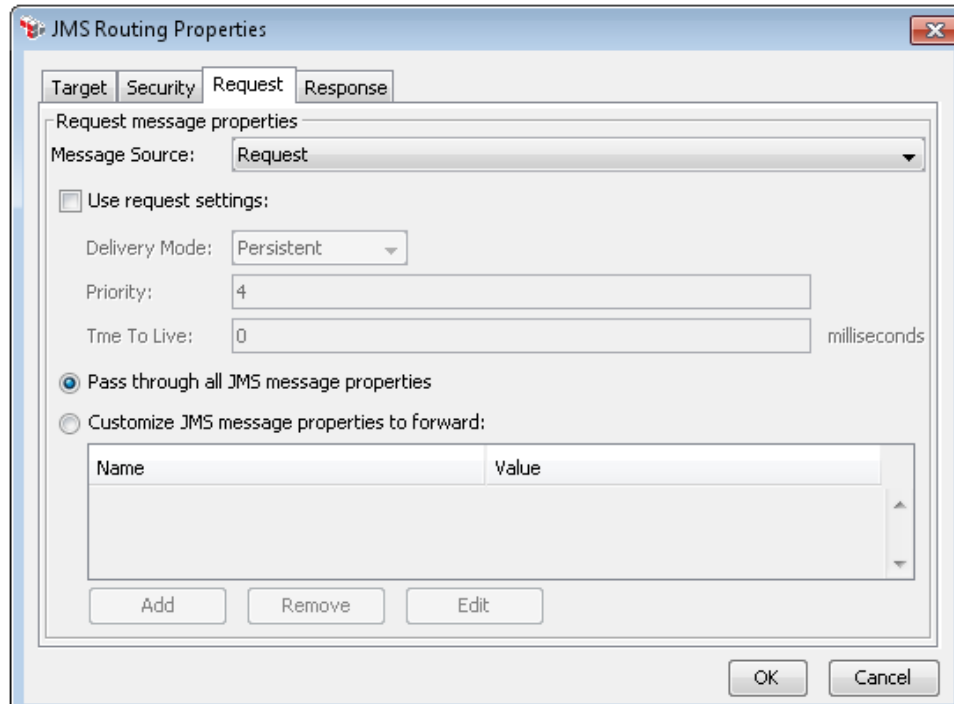 JMS Routing Properties
Target Security Request Response
Request message properties
Message Source: Request
Use request settings:
Delivery Mode: Persistent
Priority: 4
Tme To Live: 0 milliseconds
Pass through all JMS message properties
Customize JMS message properties to forward:
Name Value
Add Remove Edit
OK Cancel